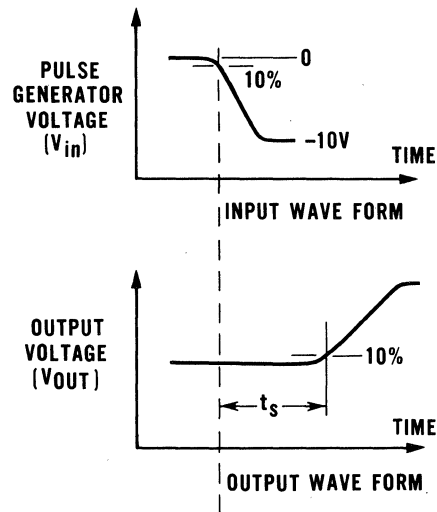 PULSE
GENERATOR
VOLTAGE
(Vin)
0
10%
-10V
TIME
INPUT WAVE FORM
OUTPUT
VOLTAGE
(VOUT)
10%
ts
TIME
OUTPUT WAVE FORM